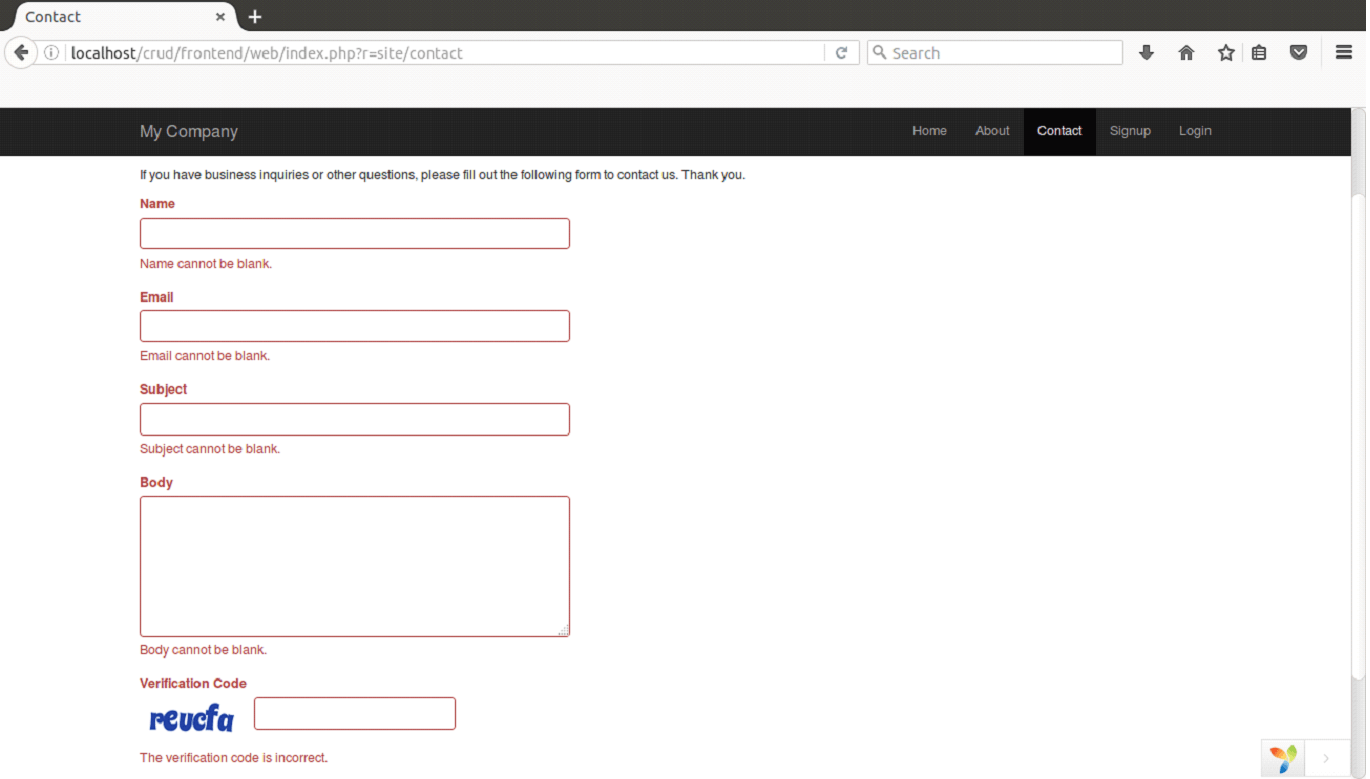 Contact
localhost/crud/frontend/web/index.php?r=site/contact
Search
My Company Home About Contact Signup Login
If you have business inquiries or other questions, please fill out the following form to contact us. Thank you.
Name
Name cannot be blank.
Email
Email cannot be blank.
Subject
Subject cannot be blank.
Body
Body cannot be blank.
Verification Code
reucfa
The verification code is incorrect.